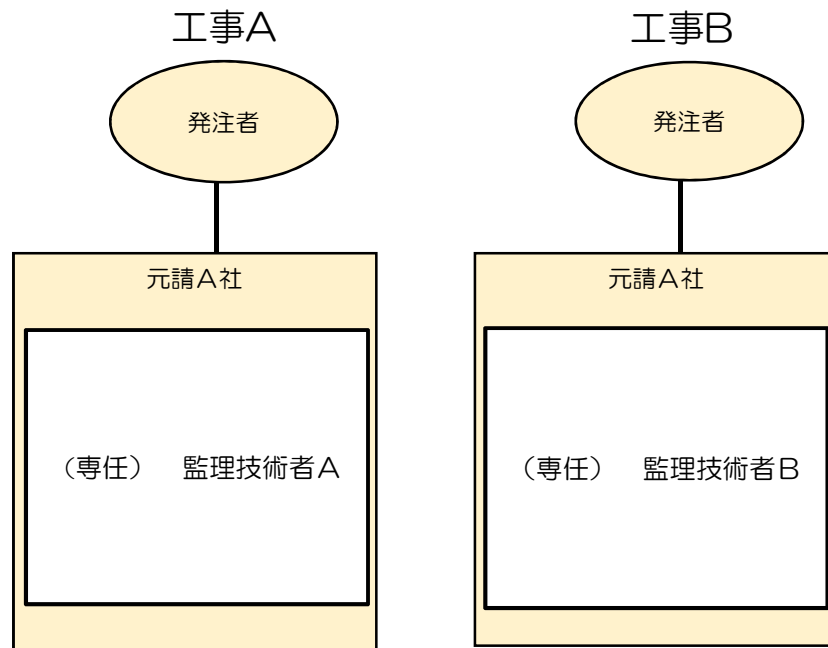 工事A
工事B
発注者
発注者
元請A社
元請A社
（専任）　監理技術者A
（専任）　監理技術者B